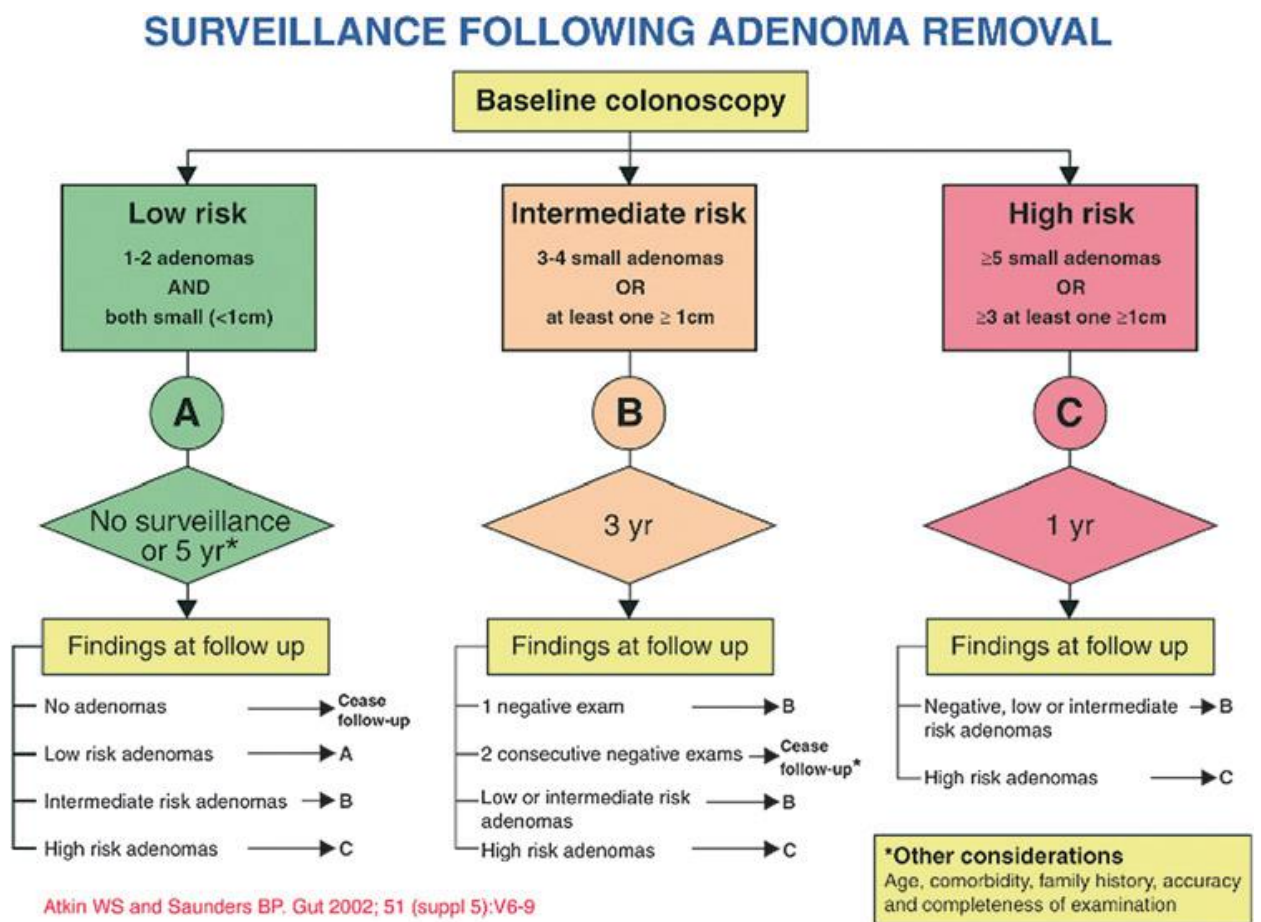 SURVEILLANCE FOLLOWING ADENOMA REMOVAL
Baseline colonoscopy
Low risk
1-2 adenomas
AND
both small (<1cm)
A
No surveillance
or 5 yr*
Findings at follow up
No adenomas
Cease
follow-up
Low risk adenomas
A
Intermediate risk adenomas
B
High risk adenomas
C
Intermediate risk
3-4 small adenomas
OR
at least one ≥ 1cm
B
3 yr
Findings at follow up
1 negative exam
B
2 consecutive negative exams
Cease
follow-up*
Low or intermediate risk
adenomas
B
High risk adenomas
C
High risk
≥5 small adenomas
OR
≥3 at least one ≥1cm
C
1 yr
Findings at follow up
Negative, low or intermediate
risk adenomas
B
High risk adenomas
C
*Other considerations
Age, comorbidity, family history, accuracy
and completeness of examination
Atkin WS and Saunders BP. Gut 2002; 51 (suppl 5):V6-9